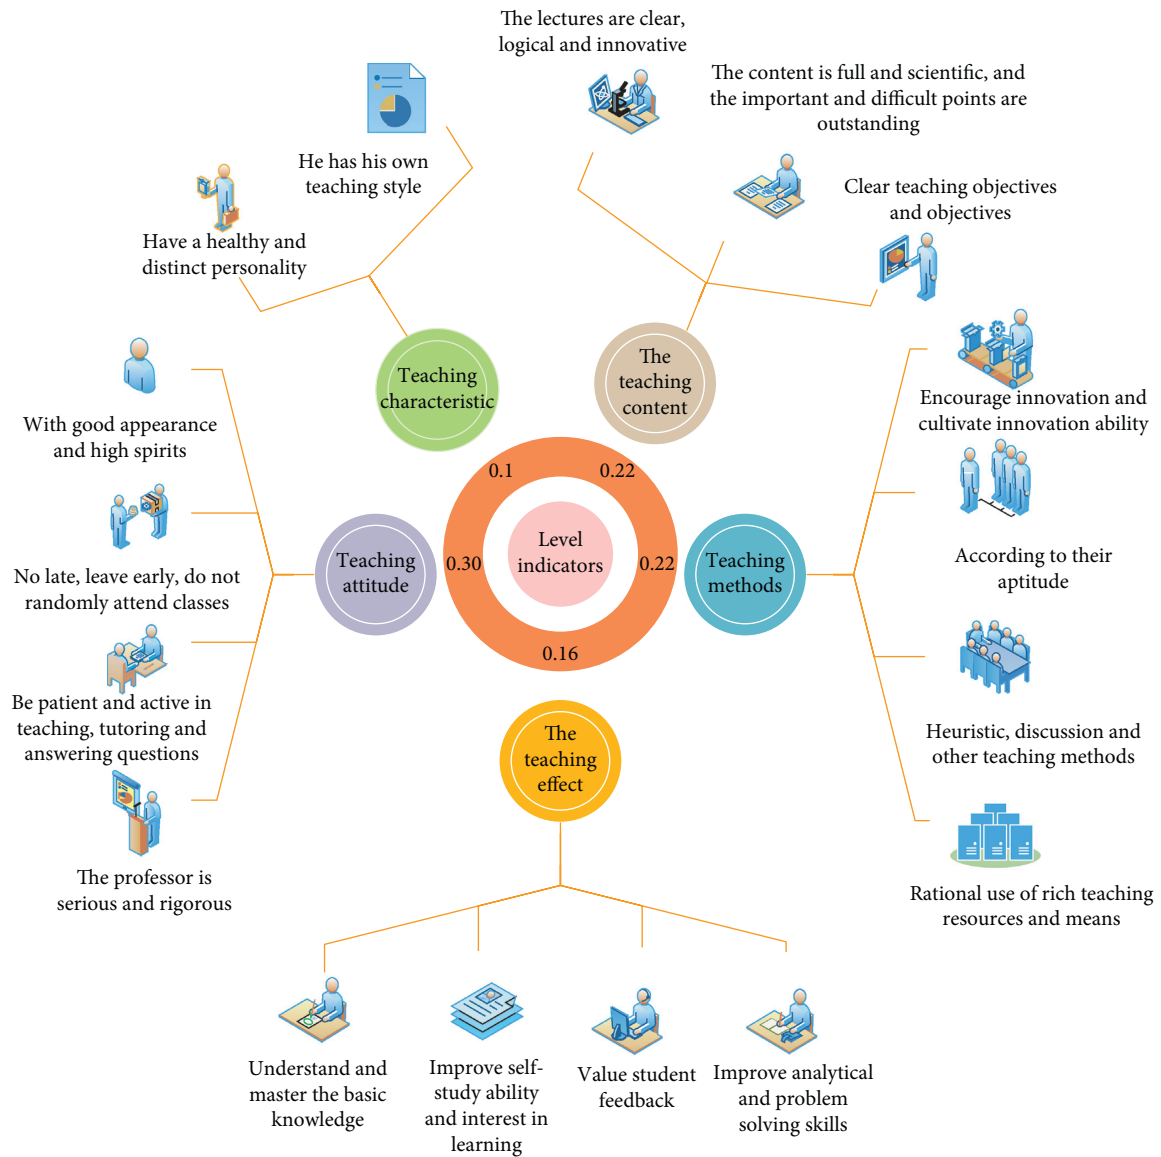 The lectures are clear,
logical and innovative
The content is full and scientific, and
the important and difficult points are
outstanding
He has his own
teaching style
Clear teaching objectives
and objectives
Have a healthy and
distinct personality
Teaching
characteristic
The
teaching
content
Encourage innovation and
cultivate innovation ability
With good appearance
and high spirits
0.1
0.22
Level
indicators
Teaching
attitude
0.30
0.22
Teaching
methods
According to their
aptitude
No late, leave early, do not
randomly attend classes
0.16
Be patient and active in
teaching, tutoring and
answering questions
The
teaching
effect
Heuristic, discussion and
other teaching methods
The professor is
serious and rigorous
Rational use of rich teaching
resources and means
Understand and
master the basic
knowledge
Improve self-
study ability
and interest in
learning
Value student
feedback
Improve analytical
and problem
solving skills